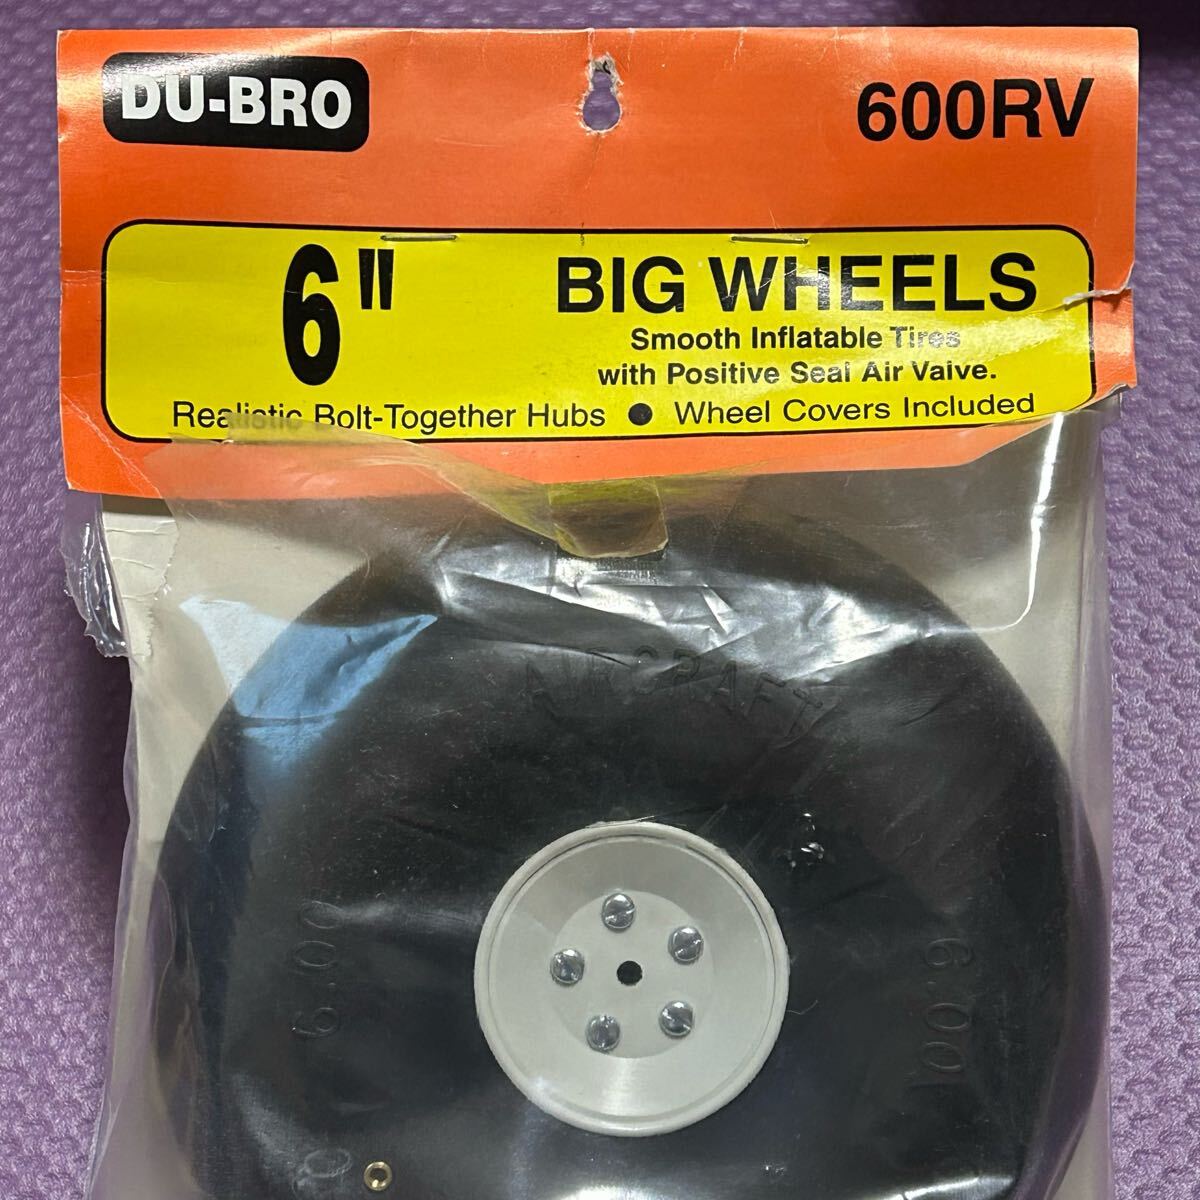 DU-BRO
600RV
6" BIG WHEELS
Smooth Inflatable Tires
with Positive Seal Air Valve.
Realistic Bolt-Together Hubs ● Wheel Covers Included
AIRCRAFT
6.00
6.00